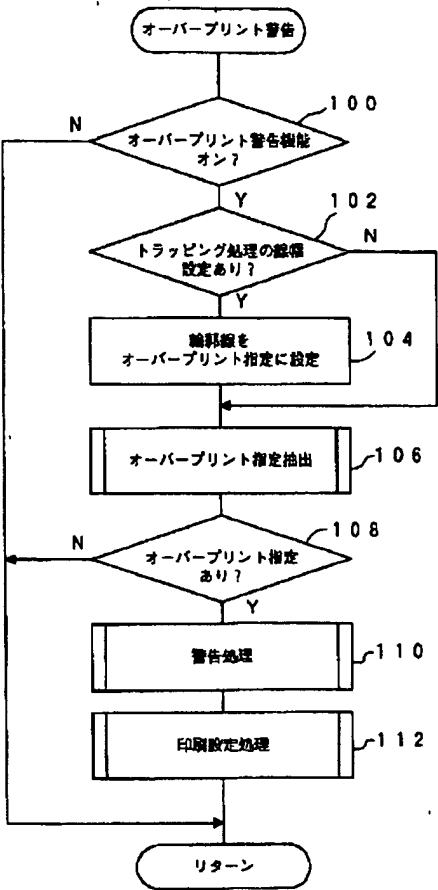 オーバープリント警告
100
N
オーバープリント警告機能
オン?
Y
102
トラッピング処理の線幅
設定あり?
N
Y
輪郭線を
オーバープリント指定に設定
104
オーバープリント指定抽出
106
108
N
オーバープリント指定
あり?
Y
警告処理
110
印刷設定処理
112
リターン